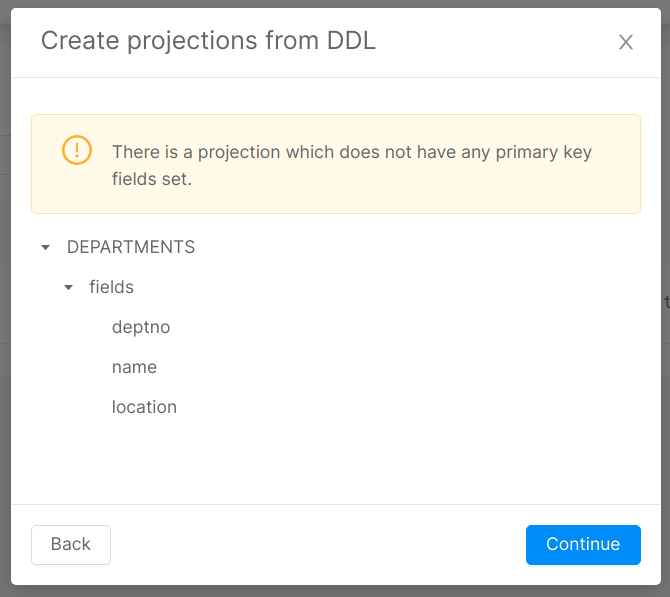 Create projections from DDL
There is a projection which does not have any primary key
fields set.
DEPARTMENTS
fields
deptno
name
location
Back
Continue